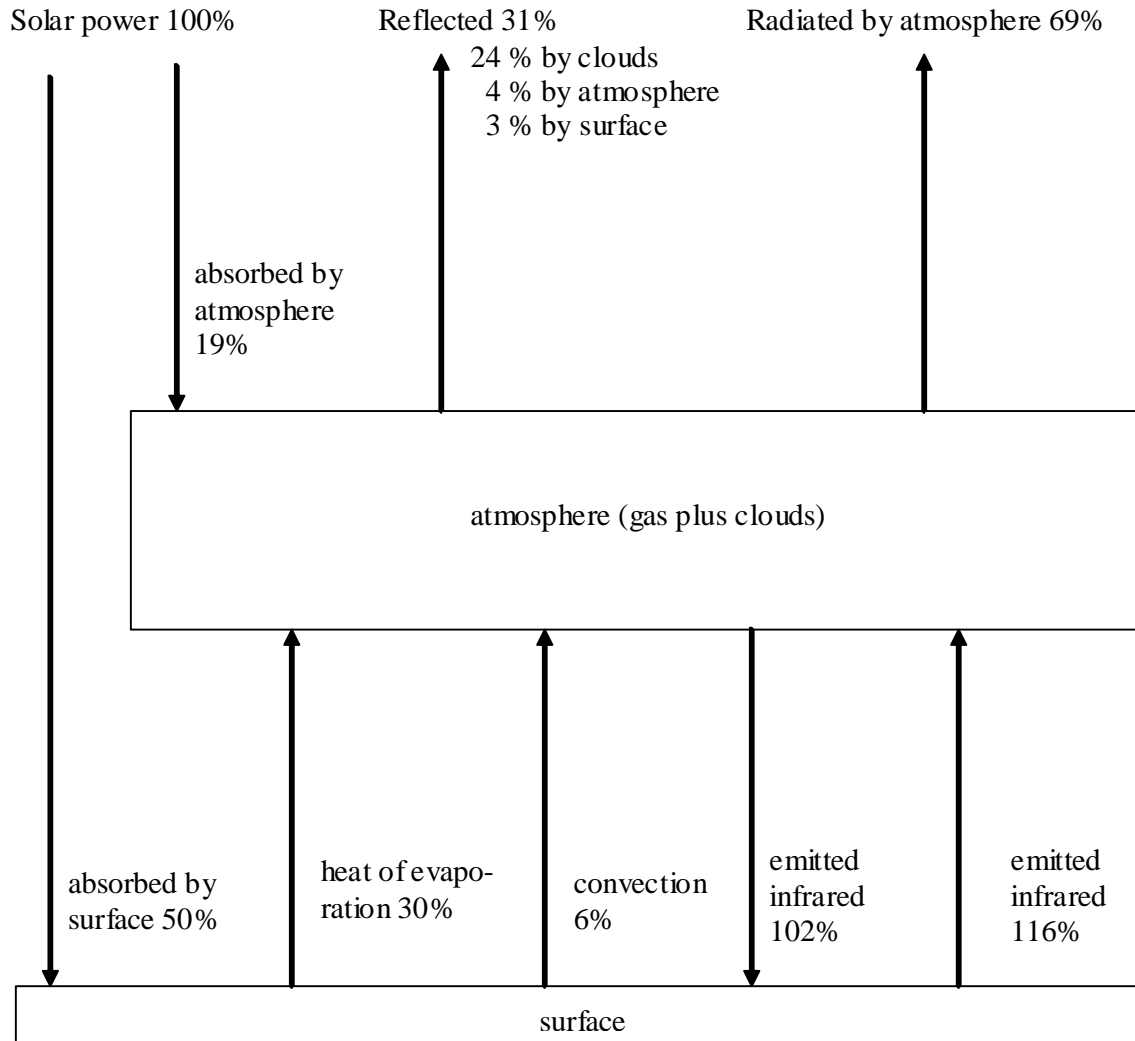 Solar power 100%
Reflected 31%
24 % by clouds
4 % by atmosphere
3 % by surface
Radiated by atmosphere 69%
absorbed by
atmosphere
19%
atmosphere (gas plus clouds)
absorbed by
surface 50%
heat of evapo-
ration 30%
convection
6%
emitted
infrared
102%
emitted
infrared
116%
surface